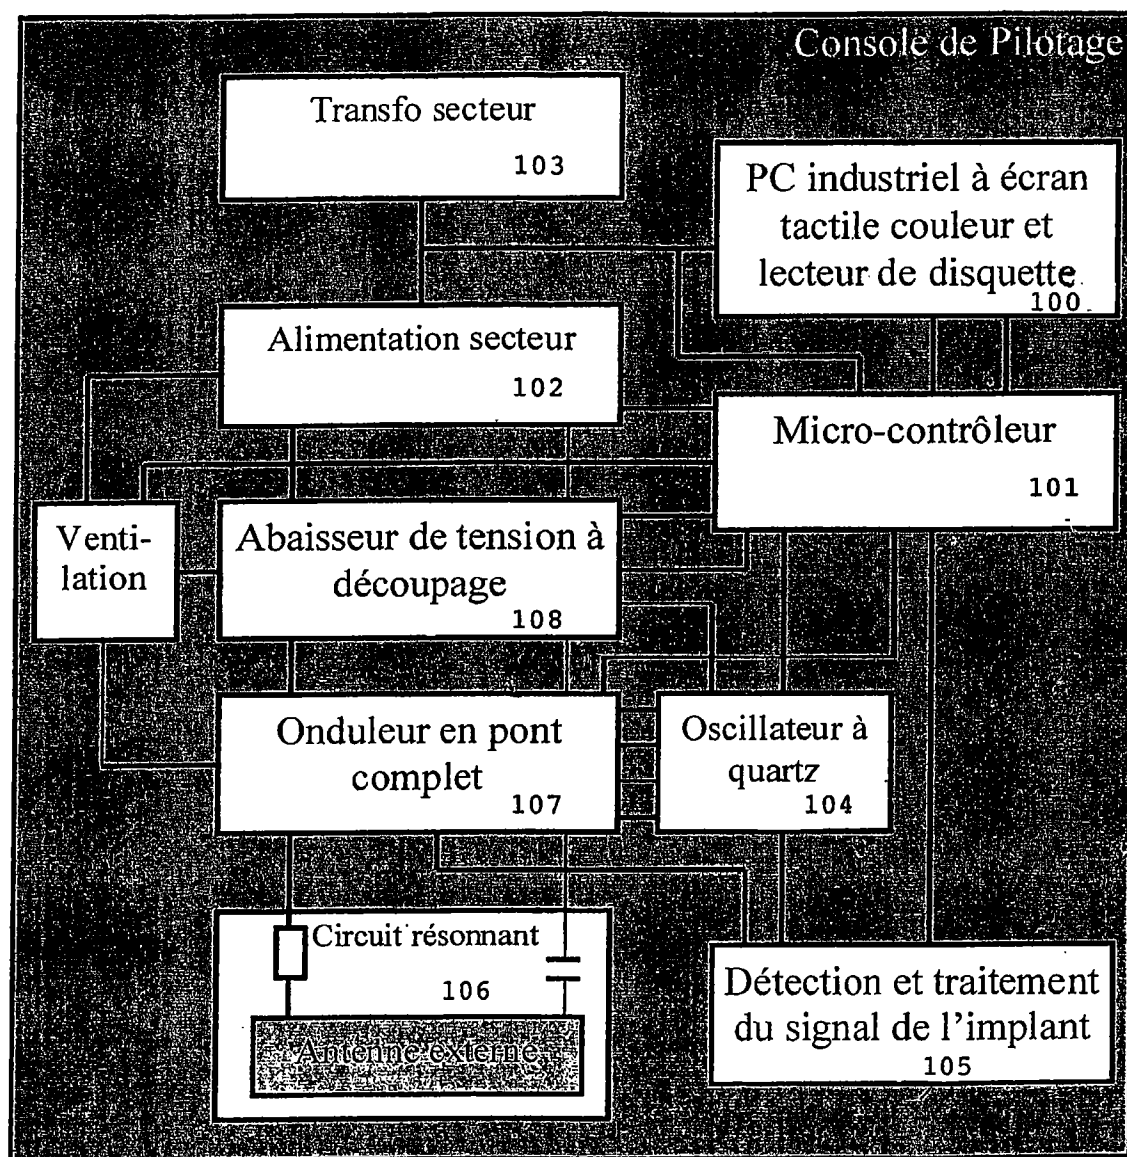 Console de Pilotage
Transfo secteur
103
PC industriel à écran
tactile couleur et
lecteur de disquette
100
Alimentation secteur
102
Micro-contrôleur
101
Venti-
lation
Abaisseur de tension à
découpage
108
Onduleur en pont
complet
107
Oscillateur à
quartz
104
Circuit résonnant
106
Antenne externe
Détection et traitement
du signal de l'implant
105